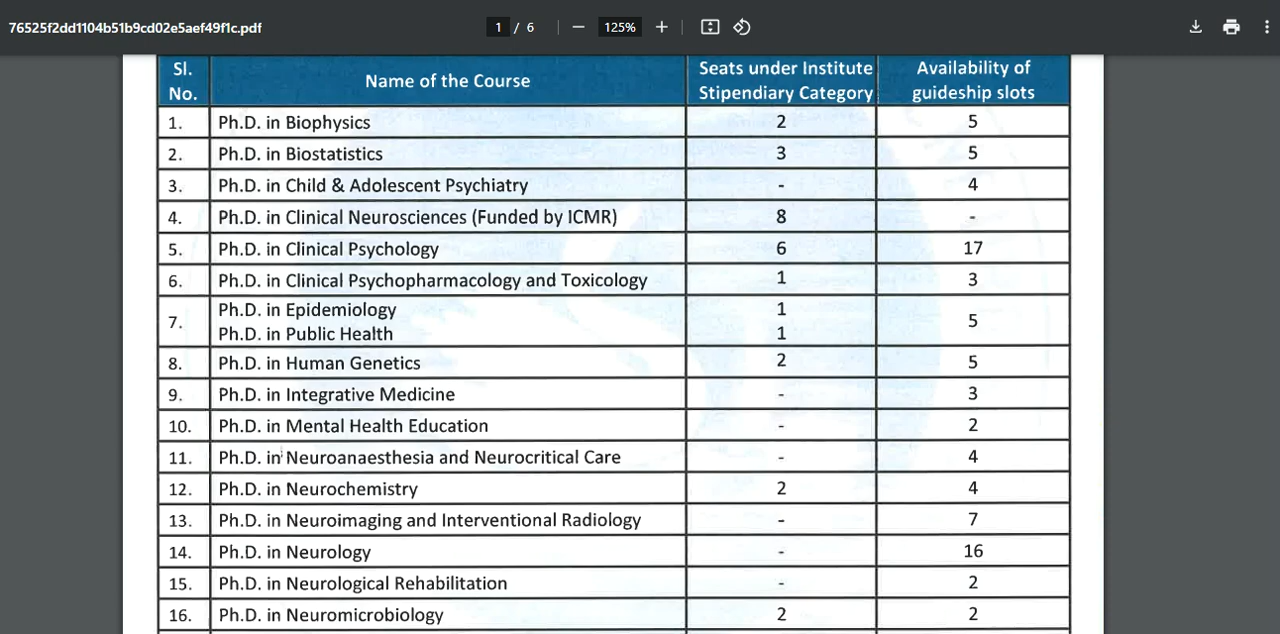 76525f2dd1104b51b9cd02e5aef49f1c.pdf 1 / 6 125%
Sl. No. Name of the Course Seats under Institute Stipendiary Category Availability of guideship slots
1. Ph.D. in Biophysics 2 5
2. Ph.D. in Biostatistics 3 5
3. Ph.D. in Child & Adolescent Psychiatry - 4
4. Ph.D. in Clinical Neurosciences (Funded by ICMR) 8 -
5. Ph.D. in Clinical Psychology 6 17
6. Ph.D. in Clinical Psychopharmacology and Toxicology 1 3
7. Ph.D. in Epidemiology 1 5
Ph.D. in Public Health 1
8. Ph.D. in Human Genetics 2 5
9. Ph.D. in Integrative Medicine - 3
10. Ph.D. in Mental Health Education - 2
11. Ph.D. in Neuroanaesthesia and Neurocritical Care - 4
12. Ph.D. in Neurochemistry 2 4
13. Ph.D. in Neuroimaging and Interventional Radiology - 7
14. Ph.D. in Neurology - 16
15. Ph.D. in Neurological Rehabilitation - 2
16. Ph.D. in Neuromicrobiology 2 2